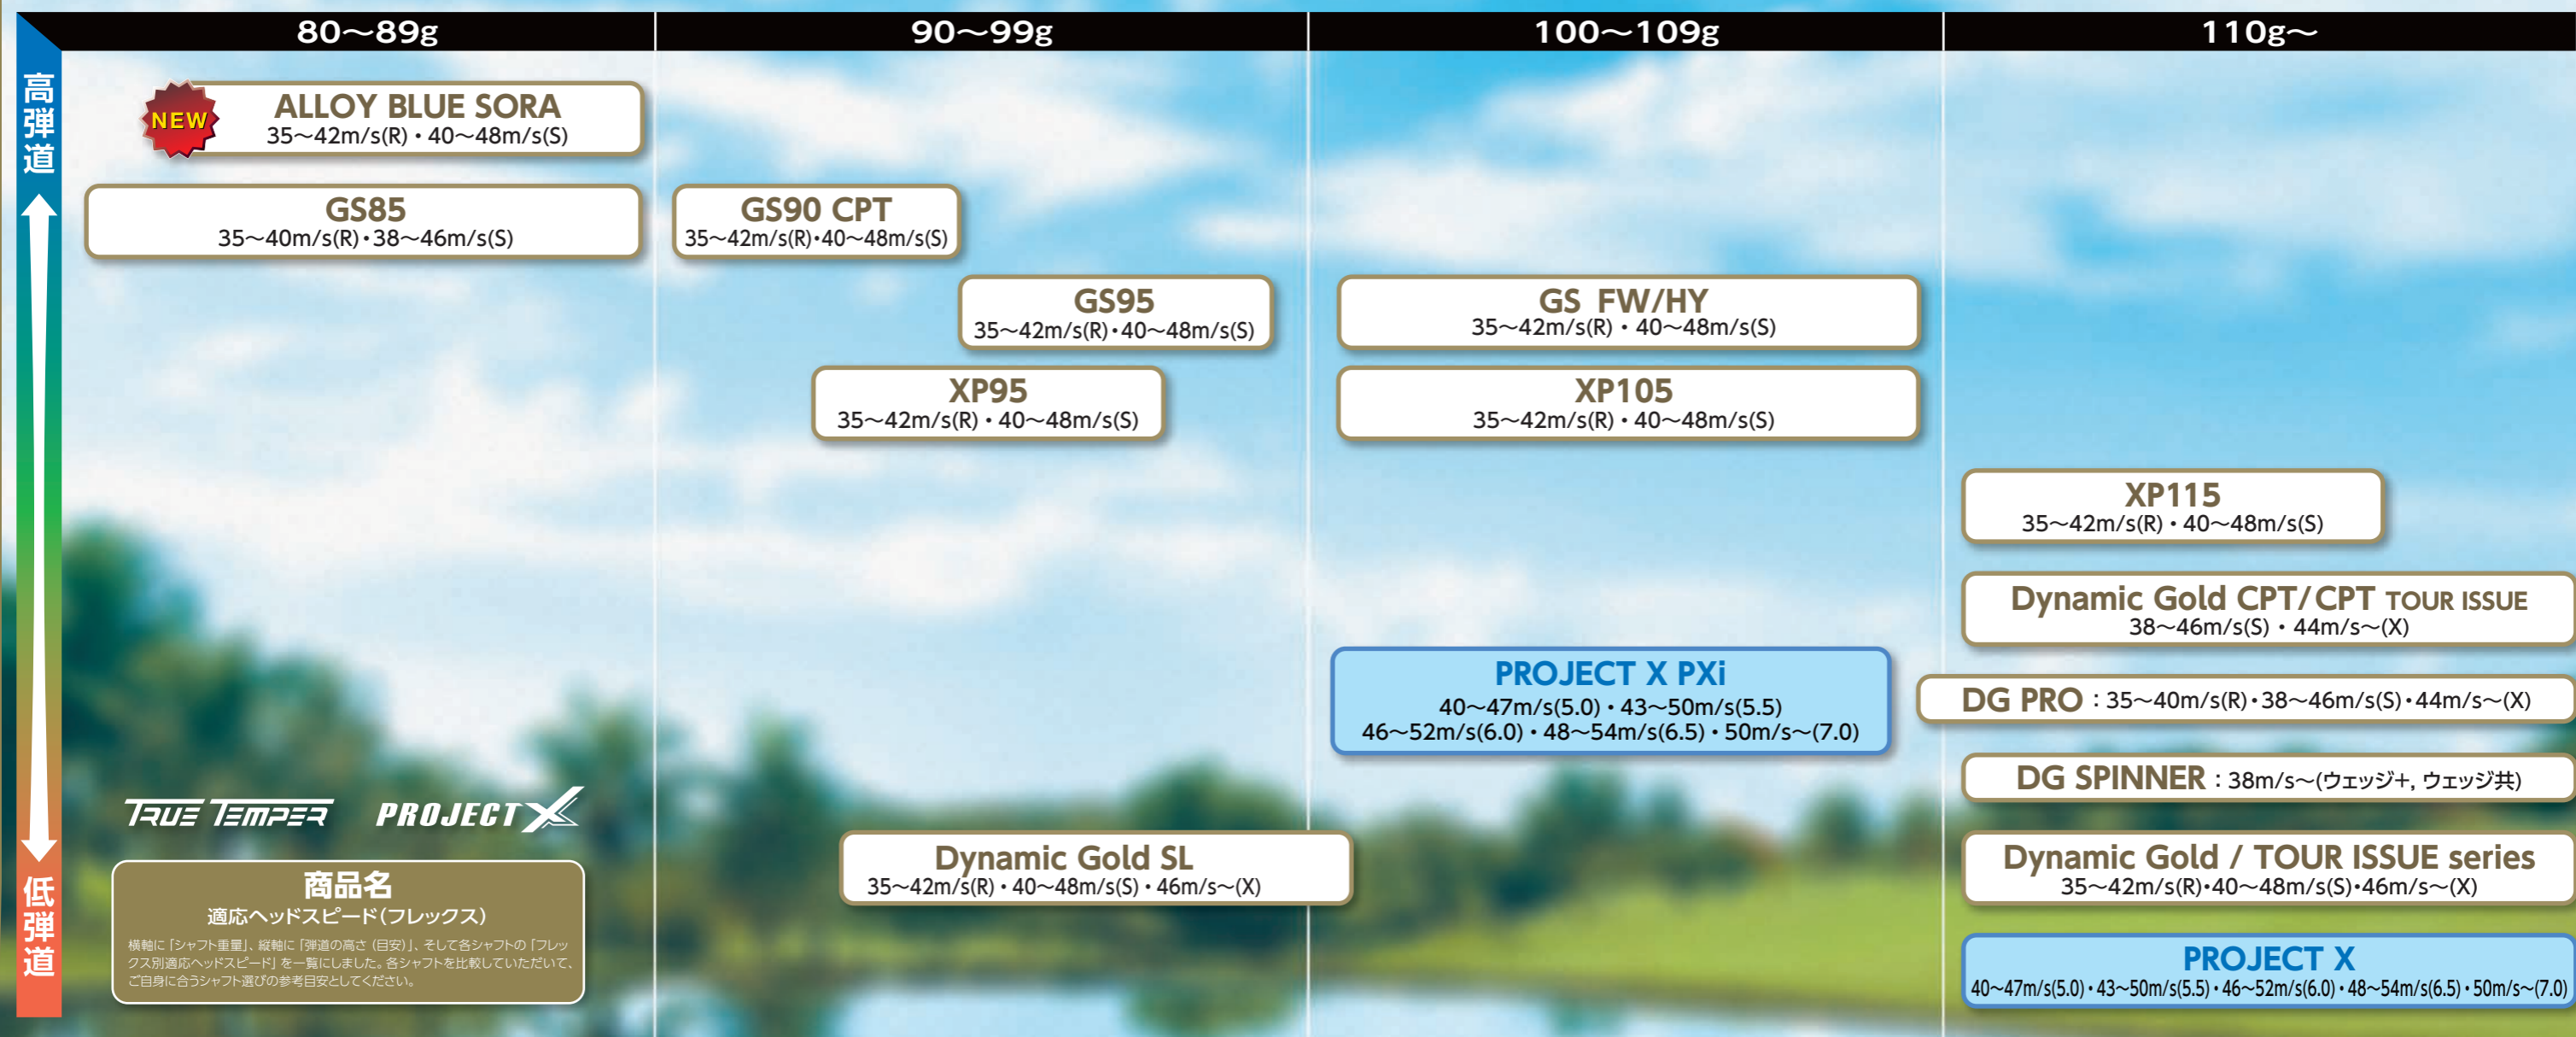 80〜89g
90〜99g
100〜109g
110g〜
高弾道
NEW
ALLOY BLUE SORA
35〜42m/s(R)・40〜48m/s(S)
GS85
35〜40m/s(R)・38〜46m/s(S)
GS90 CPT
35〜42m/s(R)・40〜48m/s(S)
GS95
35〜42m/s(R)・40〜48m/s(S)
GS FW/HY
35〜42m/s(R)・40〜48m/s(S)
XP95
35〜42m/s(R)・40〜48m/s(S)
XP105
35〜42m/s(R)・40〜48m/s(S)
XP115
35〜42m/s(R)・40〜48m/s(S)
Dynamic Gold CPT/CPT TOUR ISSUE
38〜46m/s(S)・44m/s〜(X)
PROJECT X PXi
40〜47m/s(5.0)・43〜50m/s(5.5)
46〜52m/s(6.0)・48〜54m/s(6.5)・50m/s〜(7.0)
DG PRO：35〜40m/s(R)・38〜46m/s(S)・44m/s〜(X)
DG SPINNER：38m/s〜(ウェッジ+, ウェッジ共)
Dynamic Gold SL
35〜42m/s(R)・40〜48m/s(S)・46m/s〜(X)
Dynamic Gold / TOUR ISSUE series
35〜42m/s(R)・40〜48m/s(S)・46m/s〜(X)
PROJECT X
40〜47m/s(5.0)・43〜50m/s(5.5)・46〜52m/s(6.0)・48〜54m/s(6.5)・50m/s〜(7.0)
低弾道
TRUE TEMPER
PROJECT X
商品名
適応ヘッドスピード(フレックス)
横軸に「シャフト重量」、縦軸に「弾道の高さ（目安）」、そして各シャフトの「フレッ
クス別適応ヘッドスピード」を一覧にしました。各シャフトを比較していただいて、
ご自身に合うシャフト選びの参考目安としてください。